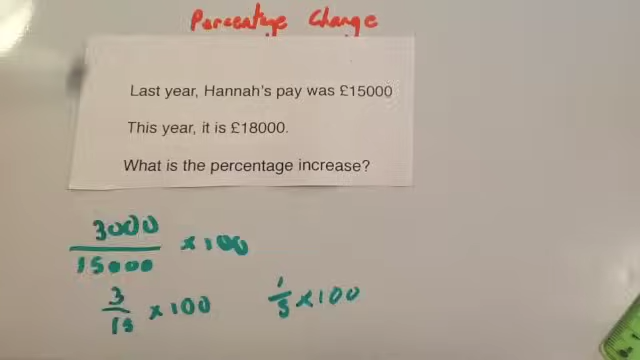 Percentage Change
Last year, Hannah's pay was £15000
This year, it is £18000.
What is the percentage increase?
3000
15000 × 100
3
15 × 100
1
5 × 100